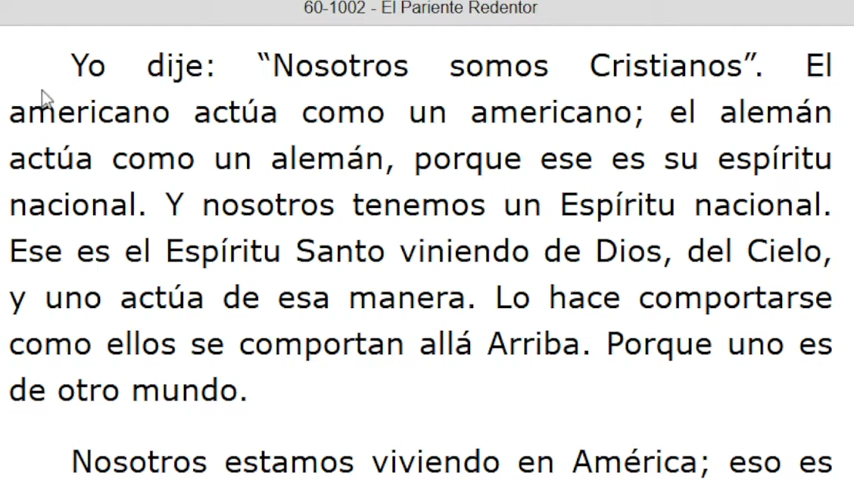 60-1002 - El Pariente Redentor
Yo dije: “Nosotros somos Cristianos”. El
americano actúa como un americano; el alemán
actúa como un alemán, porque ese es su espíritu
nacional. Y nosotros tenemos un Espíritu nacional.
Ese es el Espíritu Santo viniendo de Dios, del Cielo,
y uno actúa de esa manera. Lo hace comportarse
como ellos se comportan allá Arriba. Porque uno es
de otro mundo.
Nosotros estamos viviendo en América; eso es